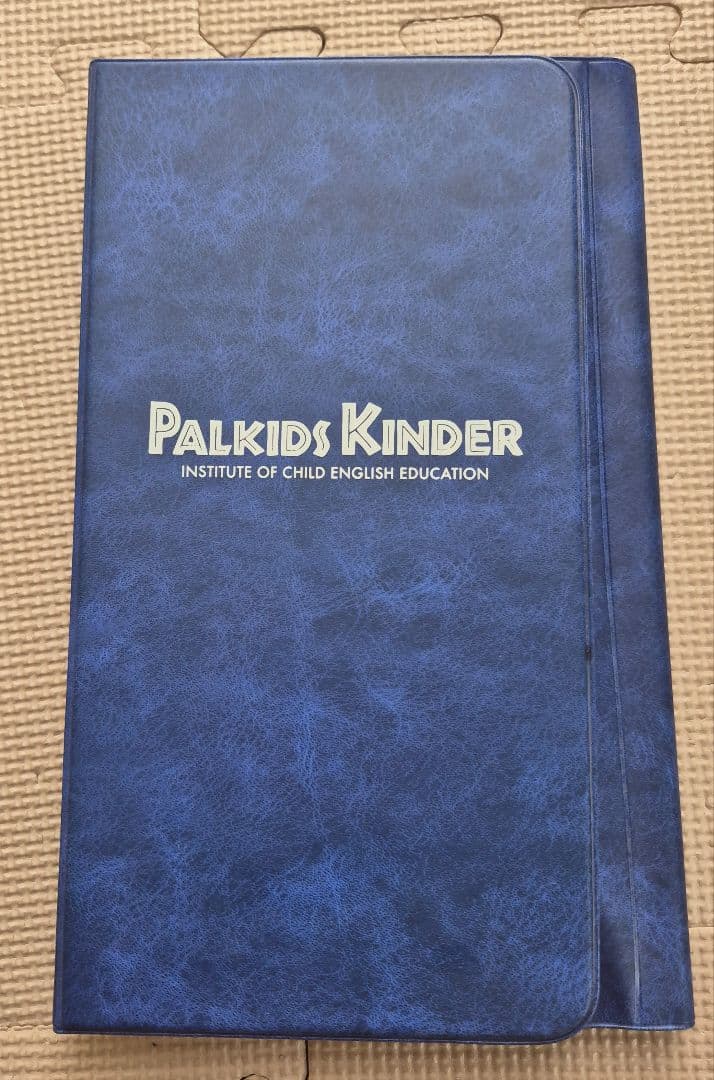 PALKIDS KINDER
INSTITUTE OF CHILD ENGLISH EDUCATION